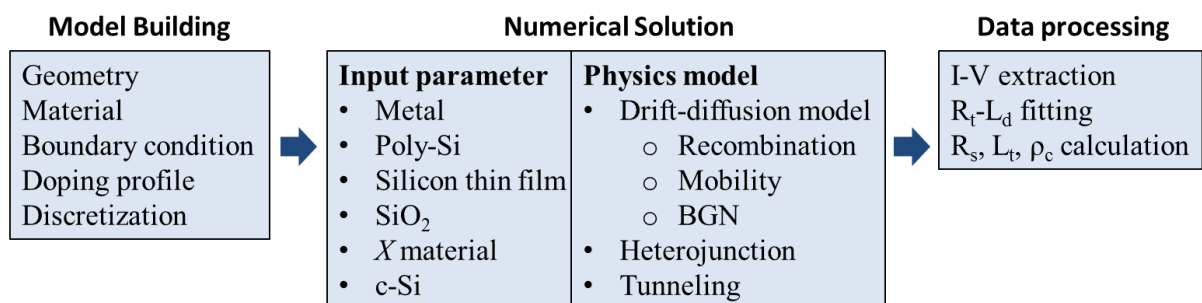 Model Building
Geometry
Material
Boundary condition
Doping profile
Discretization
Numerical Solution
Input parameter
• Metal
• Poly-Si
• Silicon thin film
• SiO₂
• X material
• c-Si
Physics model
• Drift-diffusion model
o Recombination
o Mobility
o BGN
• Heterojunction
• Tunneling
Data processing
I-V extraction
Rₜ-L_d fitting
Rₛ, Lₜ, ρ_c calculation